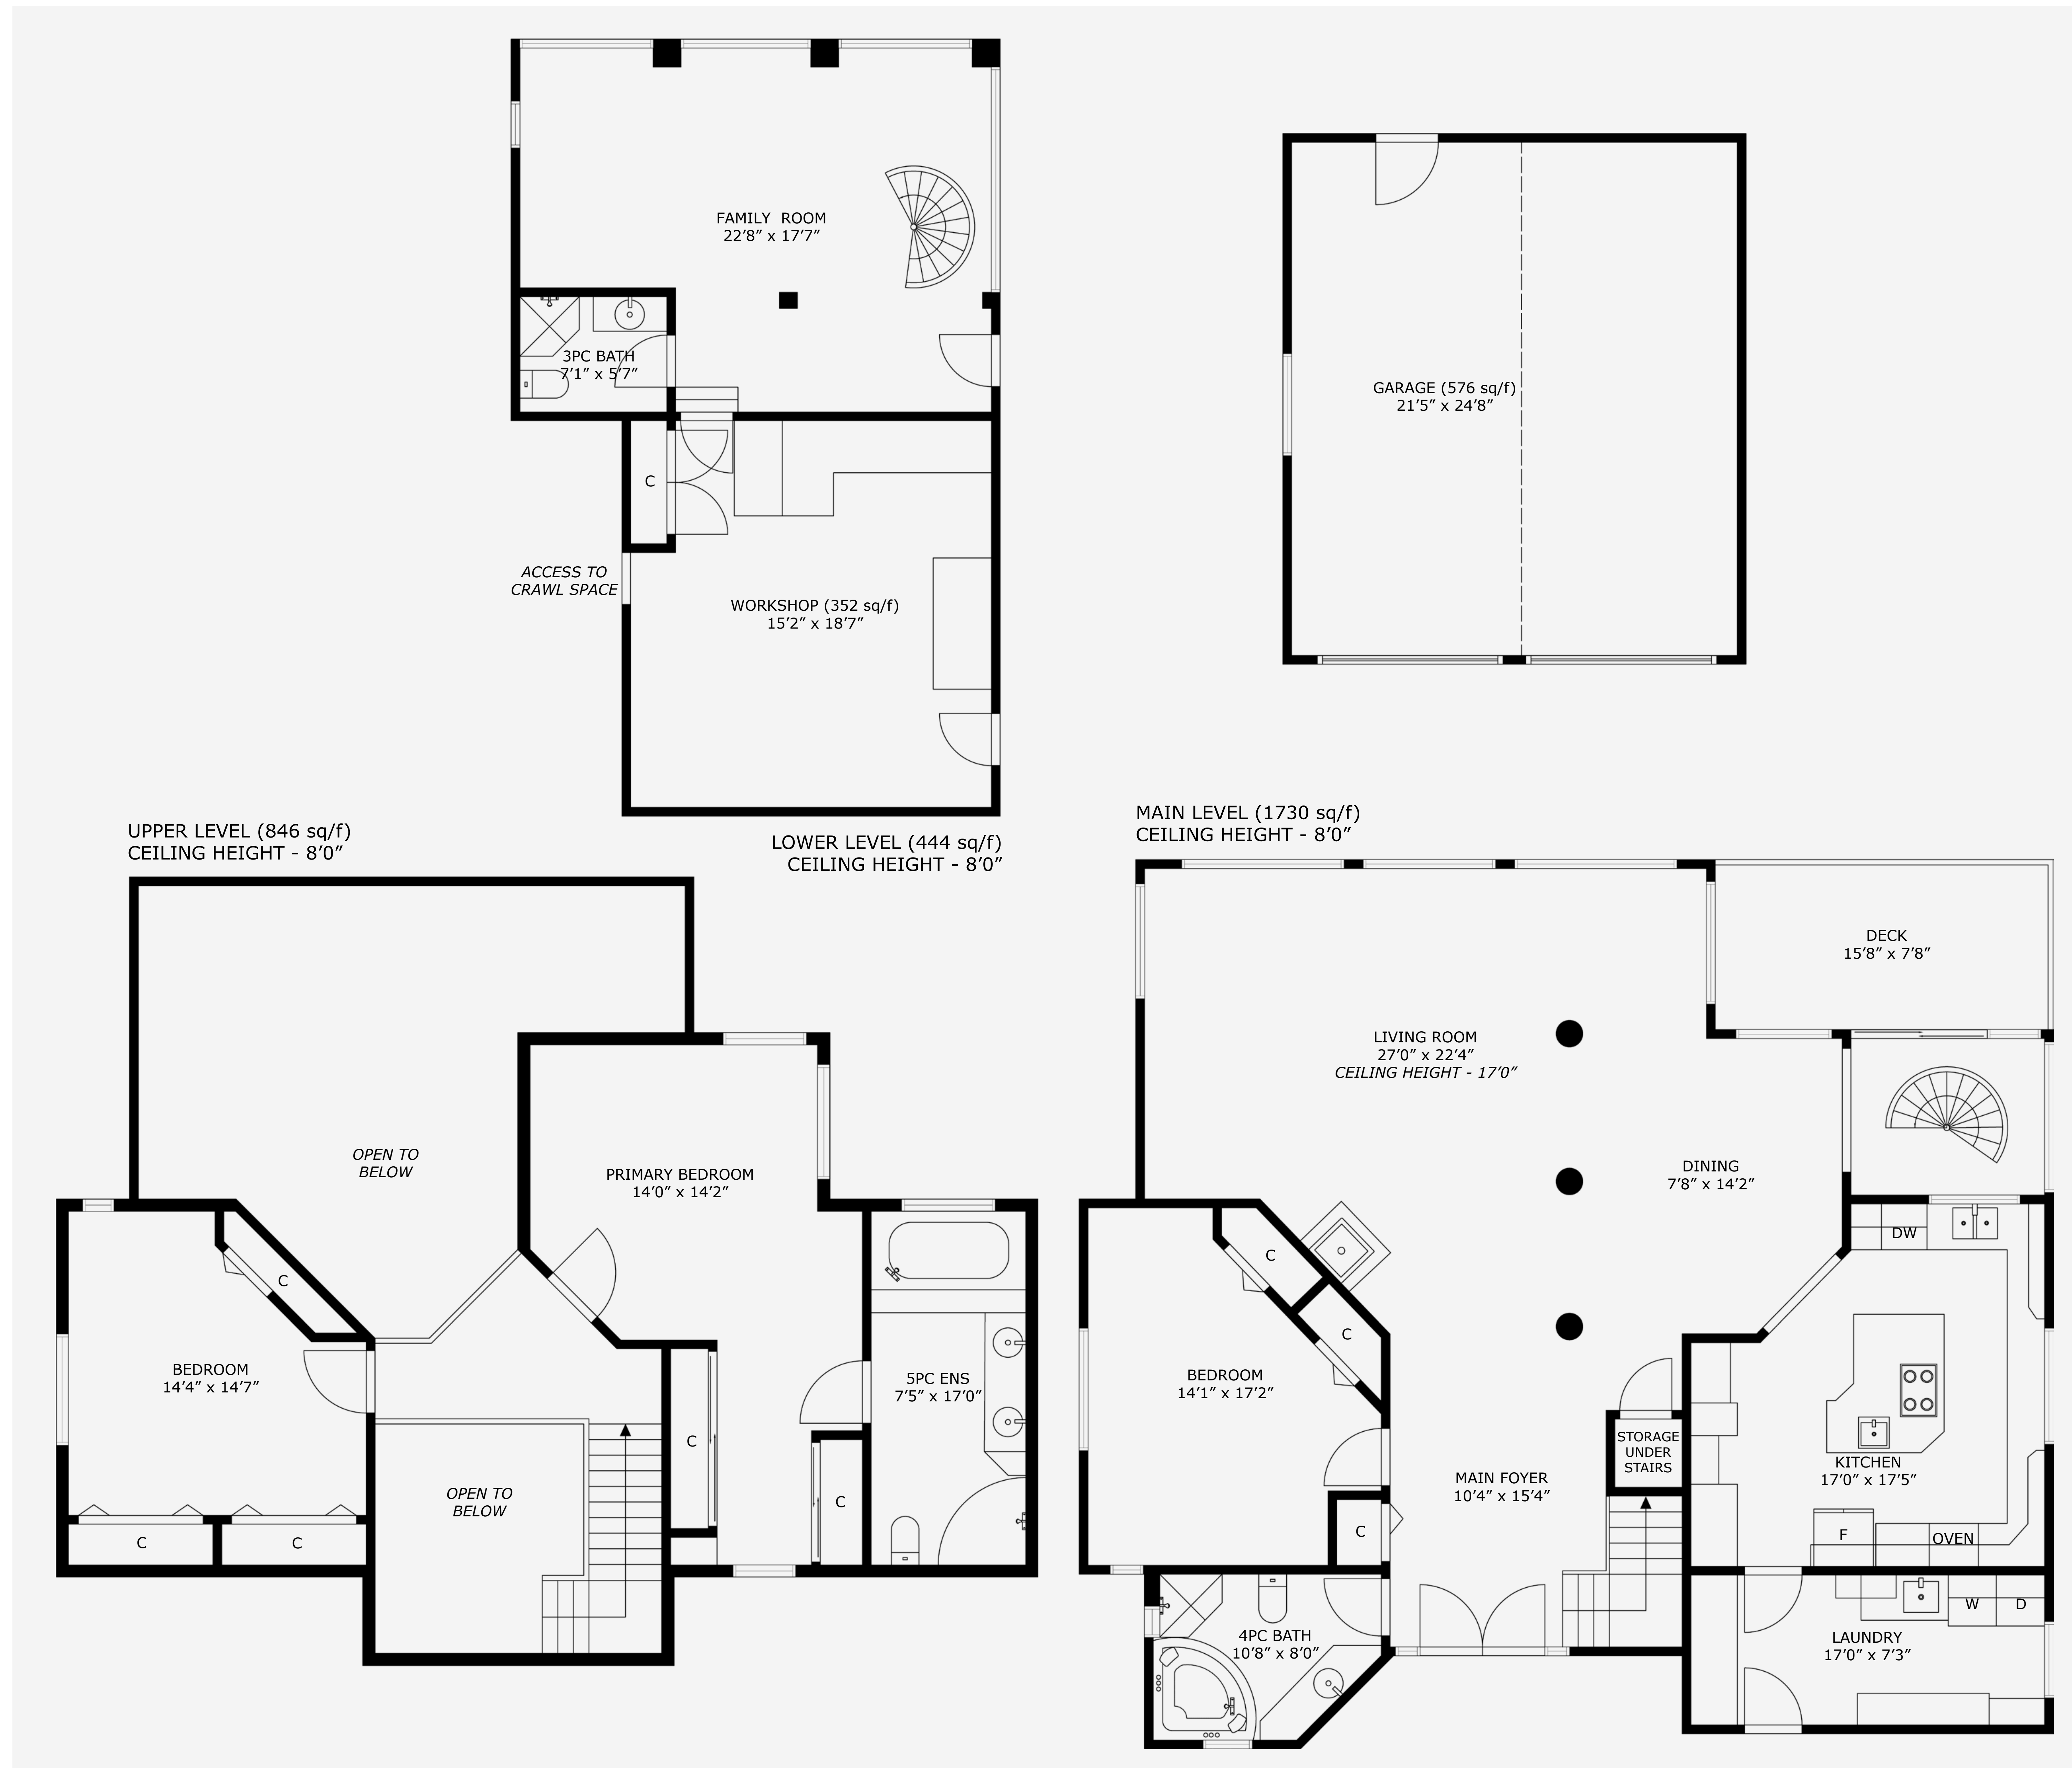 FAMILY ROOM
22’8” x 17’7”
3PC BATH
7’1” x 5’7”
C
ACCESS TO
CRAWL SPACE
WORKSHOP (352 sq/f)
15’2” x 18’7”
LOWER LEVEL (444 sq/f)
CEILING HEIGHT - 8’0”
GARAGE (576 sq/f)
21’5” x 24’8”
UPPER LEVEL (846 sq/f)
CEILING HEIGHT - 8’0”
OPEN TO
BELOW
PRIMARY BEDROOM
14’0” x 14’2”
C
BEDROOM
14’4” x 14’7”
5PC ENS
7’5” x 17’0”
C
OPEN TO
BELOW
C
C
C
MAIN LEVEL (1730 sq/f)
CEILING HEIGHT - 8’0”
DECK
15’8” x 7’8”
LIVING ROOM
27’0” x 22’4”
CEILING HEIGHT - 17’0”
DINING
7’8” x 14’2”
DW
C
C
BEDROOM
14’1” x 17’2”
STORAGE
UNDER
STAIRS
KITCHEN
17’0” x 17’5”
MAIN FOYER
10’4” x 15’4”
C
F
OVEN
W
D
4PC BATH
10’8” x 8’0”
LAUNDRY
17’0” x 7’3”